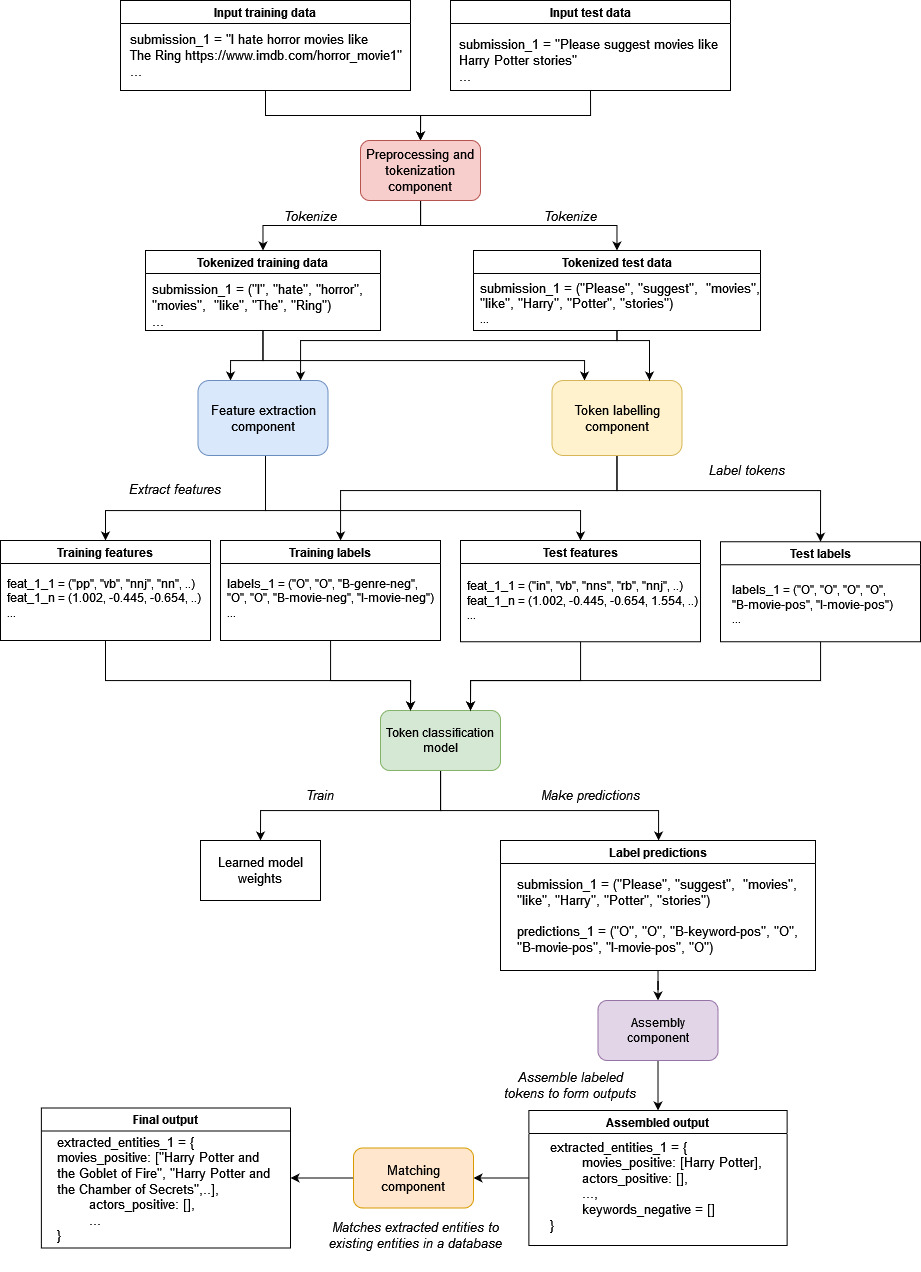 Input training data
submission_1 = "I hate horror movies like
The Ring https://www.imdb.com/horror_movie1"
...
Input test data
submission_1 = "Please suggest movies like
Harry Potter stories"
...
Preprocessing and
tokenization
component
Tokenize
Tokenize
Tokenized training data
submission_1 = ("I", "hate", "horror",
"movies", "like", "The", "Ring")
...
Tokenized test data
submission_1 = ("Please", "suggest", "movies",
"like", "Harry", "Potter", "stories")
...
Feature extraction
component
Token labelling
component
Extract features
Label tokens
Training features
feat_1_1 = ("pp", "vb", "nnj", "nn", ..)
feat_1_n = (1.002, -0.445, -0.654, ..)
...
Training labels
labels_1 = ("O", "O", "B-genre-neg",
"O", "O", "B-movie-neg", "I-movie-neg")
...
Test features
feat_1_1 = ("in", "vb", "nns", "rb", "nnj", ..)
feat_1_n = (1.002, -0.445, -0.654, 1.554, ..)
...
Test labels
labels_1 = ("O", "O", "O", "O",
"B-movie-pos", "I-movie-pos")
...
Token classification
model
Train
Make predictions
Learned model
weights
Label predictions
submission_1 = ("Please", "suggest", "movies",
"like", "Harry", "Potter", "stories")
predictions_1 = ("O", "O", "B-keyword-pos", "O",
"B-movie-pos", "I-movie-pos", "O")
Assembly
component
Assemble labeled
tokens to form outputs
Assembled output
extracted_entities_1 = {
movies_positive: [Harry Potter],
actors_positive: [],
...,
keywords_negative = []
}
Matching
component
Matches extracted entities to
existing entities in a database
Final output
extracted_entities_1 = {
movies_positive: ["Harry Potter and
the Goblet of Fire", "Harry Potter and
the Chamber of Secrets",..],
actors_positive: [],
...
}